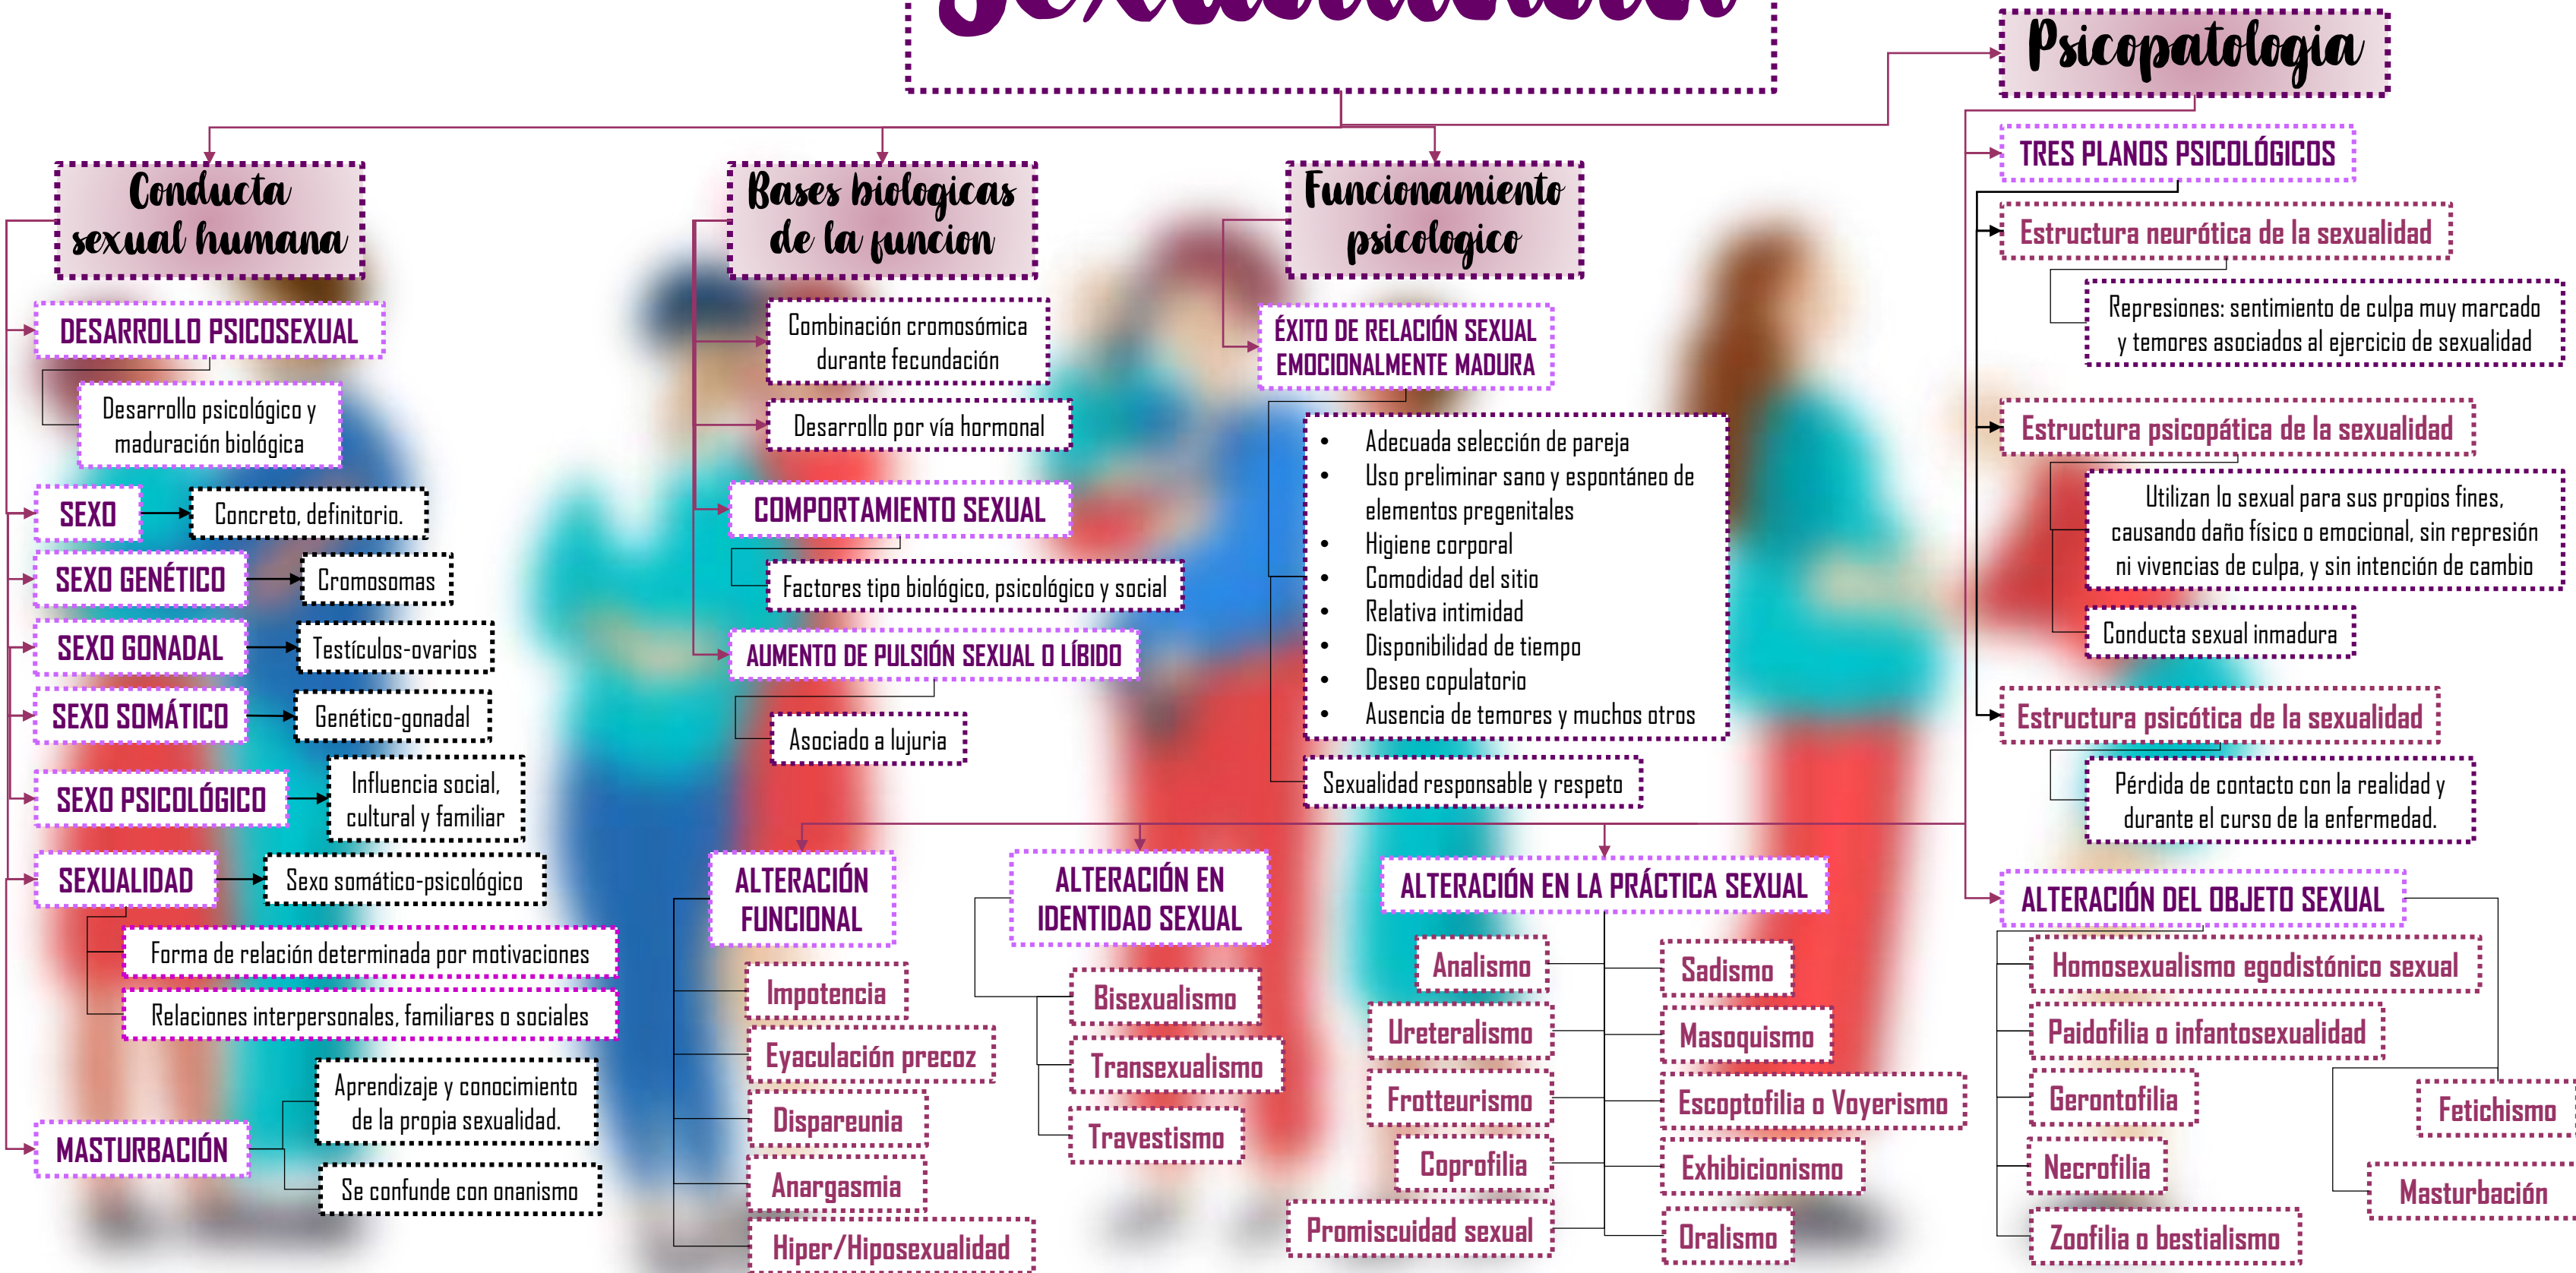 Psicopatologia
Conducta
sexual humana
DESARROLLO PSICOSEXUAL
Desarrollo psicológico y
maduración biológica
SEXO
Concreto, definitorio.
SEXO GENÉTICO
Cromosomas
SEXO GONADAL
Testículos-ovarios
SEXO SOMÁTICO
Genético-gonadal
SEXO PSICOLÓGICO
Influencia social,
cultural y familiar
SEXUALIDAD
Sexo somático-psicológico
Forma de relación determinada por motivaciones
Relaciones interpersonales, familiares o sociales
MASTURBACIÓN
Aprendizaje y conocimiento
de la propia sexualidad.
Se confunde con onanismo
Bases biologicas
de la funcion
Combinación cromosómica
durante fecundación
Desarrollo por vía hormonal
COMPORTAMIENTO SEXUAL
Factores tipo biológico, psicológico y social
AUMENTO DE PULSIÓN SEXUAL O LÍBIDO
Asociado a lujuria
Funcionamiento
psicologico
ÉXITO DE RELACIÓN SEXUAL
EMOCIONALMENTE MADURA
• Adecuada selección de pareja
• Uso preliminar sano y espontáneo de
elementos pregenitales
• Higiene corporal
• Comodidad del sitio
• Relativa intimidad
• Disponibilidad de tiempo
• Deseo copulatorio
• Ausencia de temores y muchos otros
Sexualidad responsable y respeto
TRES PLANOS PSICOLÓGICOS
Estructura neurótica de la sexualidad
Represiones: sentimiento de culpa muy marcado
y temores asociados al ejercicio de sexualidad
Estructura psicopática de la sexualidad
Utilizan lo sexual para sus propios fines,
causando daño físico o emocional, sin represión
ni vivencias de culpa, y sin intención de cambio
Conducta sexual inmadura
Estructura psicótica de la sexualidad
Pérdida de contacto con la realidad y
durante el curso de la enfermedad.
ALTERACIÓN
FUNCIONAL
Impotencia
Eyaculación precoz
Dispareunia
Anargasmia
Hiper/Hiposexualidad
ALTERACIÓN EN
IDENTIDAD SEXUAL
Bisexualismo
Transexualismo
Travestismo
ALTERACIÓN EN LA PRÁCTICA SEXUAL
Analismo
Ureteralismo
Frotteurismo
Coprofilia
Promiscuidad sexual
Sadismo
Masoquismo
Escoptofilia o Voyerismo
Exhibicionismo
Oralismo
ALTERACIÓN DEL OBJETO SEXUAL
Homosexualismo egodistónico sexual
Paidofilia o infantosexualidad
Gerontofilia
Necrofilia
Zoofilia o bestialismo
Fetichismo
Masturbación